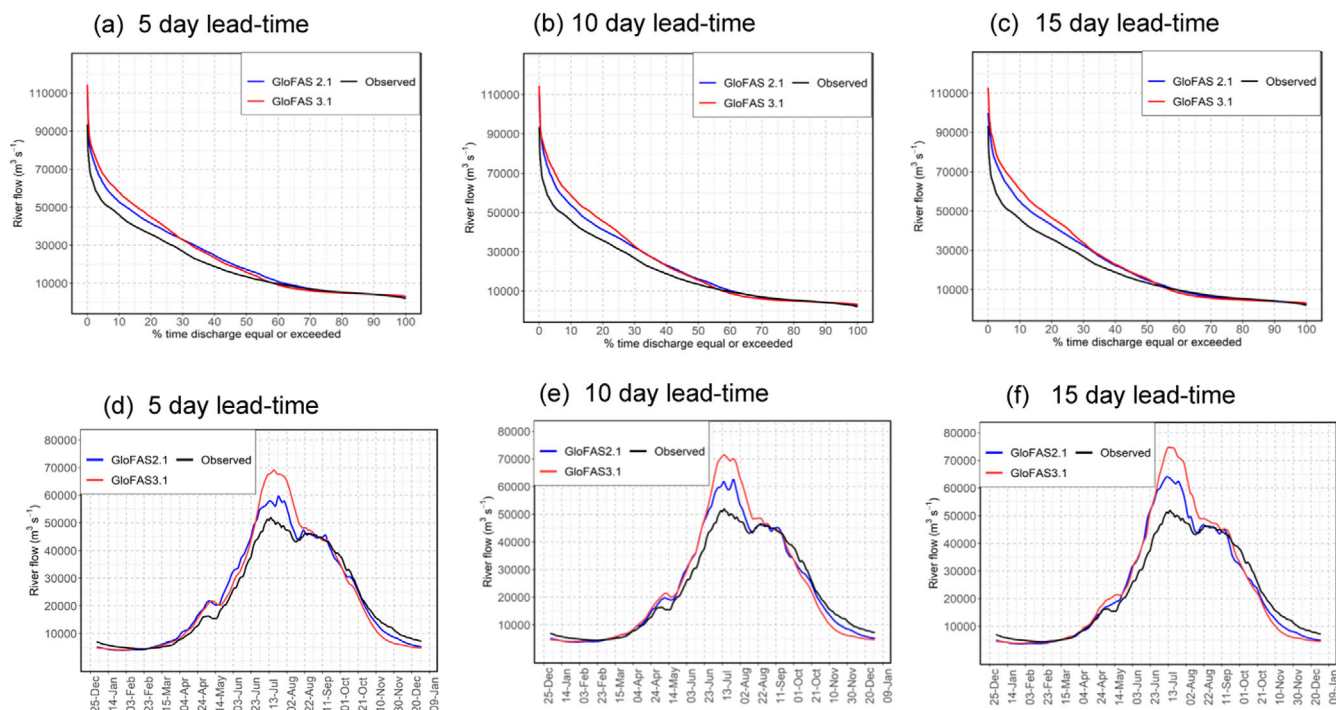 (a) 5 day lead-time
GloFAS 2.1 Observed
GloFAS 3.1
River flow (m³ s⁻¹)
110000
90000
70000
50000
30000
10000
0 10 20 30 40 50 60 70 80 90 100
% time discharge equal or exceeded
(b) 10 day lead-time
GloFAS 2.1 Observed
GloFAS 3.1
River flow (m³ s⁻¹)
110000
90000
70000
50000
30000
10000
0 10 20 30 40 50 60 70 80 90 100
% time discharge equal or exceeded
(c) 15 day lead-time
GloFAS 2.1 Observed
GloFAS 3.1
River flow (m³ s⁻¹)
110000
90000
70000
50000
30000
10000
0 10 20 30 40 50 60 70 80 90 100
% time discharge equal or exceeded
(d) 5 day lead-time
GloFAS2.1 Observed
GloFAS3.1
River flow (m³ s⁻¹)
80000
70000
60000
50000
40000
30000
20000
10000
25-Dec 14-Jan 03-Feb 23-Feb 15-Mar 04-Apr 24-Apr 14-May 03-Jun 23-Jun 13-Jul 02-Aug 22-Aug 11-Sep 01-Oct 21-Oct 10-Nov 30-Nov 20-Dec 09-Jan
(e) 10 day lead-time
GloFAS2.1 Observed
GloFAS3.1
River flow (m³ s⁻¹)
80000
70000
60000
50000
40000
30000
20000
10000
25-Dec 14-Jan 03-Feb 23-Feb 15-Mar 04-Apr 24-Apr 14-May 03-Jun 23-Jun 13-Jul 02-Aug 22-Aug 11-Sep 01-Oct 21-Oct 10-Nov 30-Nov 20-Dec 09-Jan
(f) 15 day lead-time
GloFAS2.1 Observed
GloFAS3.1
River flow (m³ s⁻¹)
80000
70000
60000
50000
40000
30000
20000
10000
25-Dec 14-Jan 03-Feb 23-Feb 15-Mar 04-Apr 24-Apr 14-May 03-Jun 23-Jun 13-Jul 02-Aug 22-Aug 11-Sep 01-Oct 21-Oct 10-Nov 30-Nov 20-Dec 09-Jan